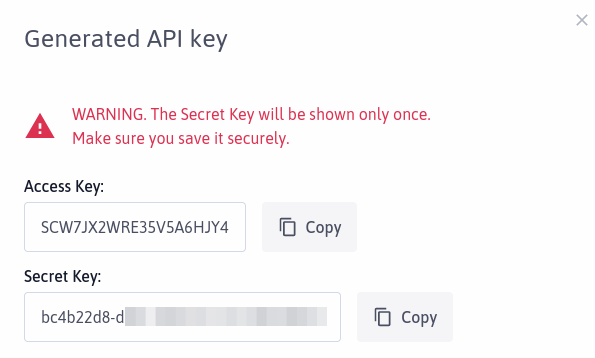 Generated API key
WARNING. The Secret Key will be shown only once.
Make sure you save it securely.
Access Key:
SCW7JX2WRE35V5A6HJY4
Copy
Secret Key:
bc4b22d8-d
Copy